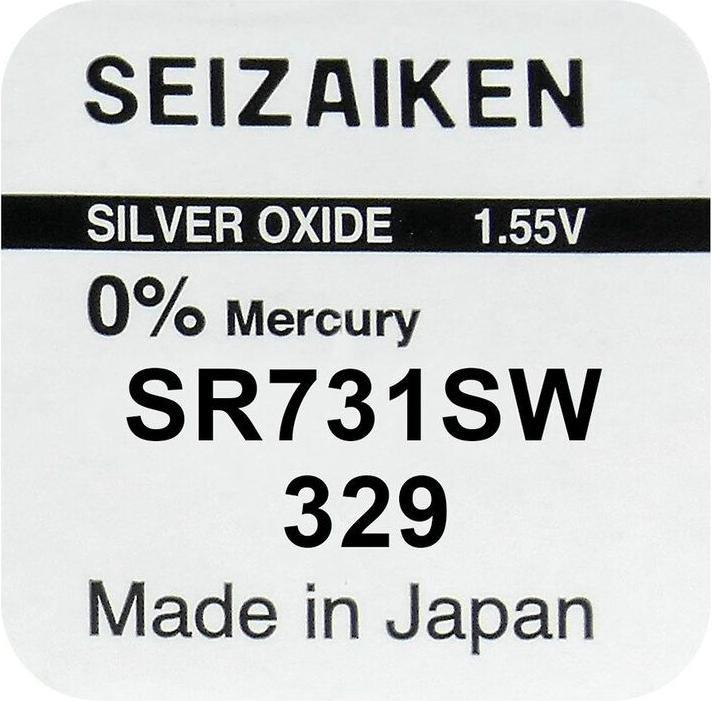 SEIZAIKEN
SILVER OXIDE 1.55V
0% Mercury
SR731SW
329
Made in Japan